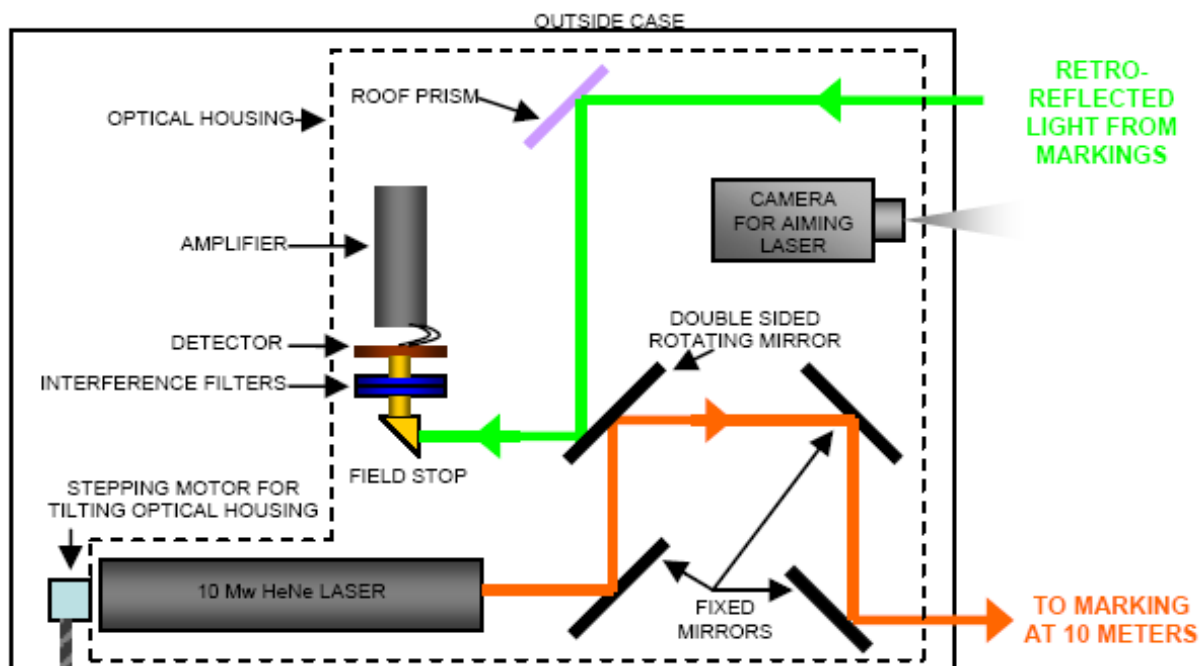 OUTSIDE CASE
RETRO-
REFLECTED
LIGHT FROM
MARKINGS
ROOF PRISM
OPTICAL HOUSING
CAMERA
FOR AIMING
LASER
AMPLIFIER
DOUBLE SIDED
ROTATING MIRROR
DETECTOR
INTERFERENCE FILTERS
FIELD STOP
STEPPING MOTOR FOR
TILTING OPTICAL HOUSING
10 Mw HeNe LASER
FIXED
MIRRORS
TO MARKING
AT 10 METERS